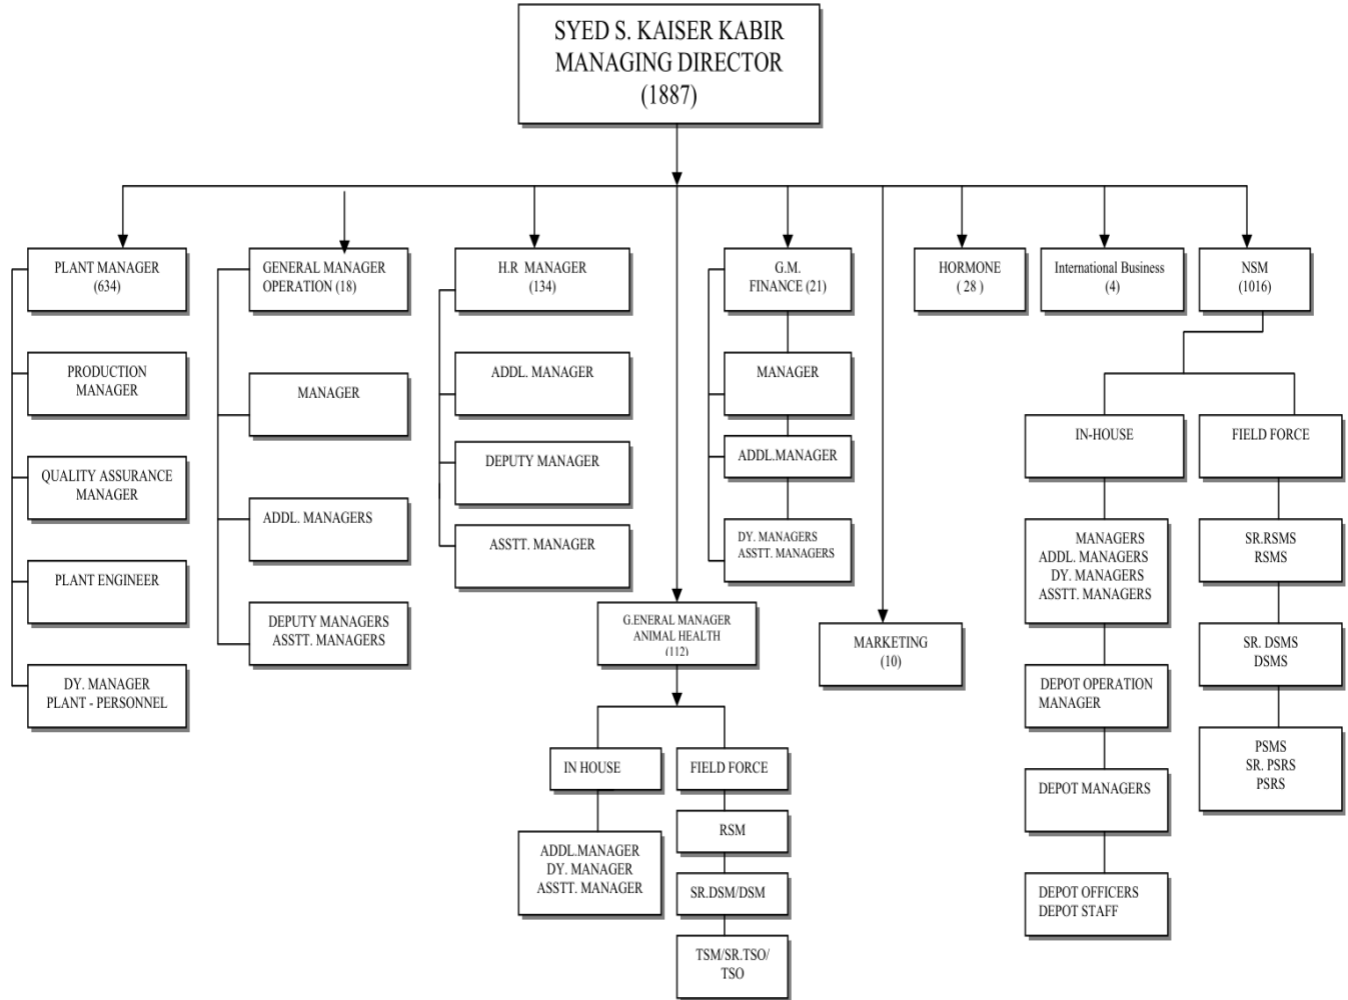 SYED S. KAISER KABIR
MANAGING DIRECTOR
(1887)
PLANT MANAGER
(634)
PRODUCTION
MANAGER
QUALITY ASSURANCE
MANAGER
PLANT ENGINEER
DY. MANAGER
PLANT - PERSONNEL
GENERAL MANAGER
OPERATION (18)
MANAGER
ADDL. MANAGERS
DEPUTY MANAGERS
ASSTT. MANAGERS
H.R MANAGER
(134)
ADDL. MANAGER
DEPUTY MANAGER
ASSTT. MANAGER
G.ENERAL MANAGER
ANIMAL HEALTH
(112)
IN HOUSE
ADDL.MANAGER
DY. MANAGER
ASSTT. MANAGER
FIELD FORCE
RSM
SR.DSM/DSM
TSM/SR.TSO/
TSO
G.M.
FINANCE (21)
MANAGER
ADDL.MANAGER
DY. MANAGERS
ASSTT. MANAGERS
MARKETING
(10)
HORMONE
( 28 )
International Business
(4)
NSM
(1016)
IN-HOUSE
MANAGERS
ADDL. MANAGERS
DY. MANAGERS
ASSTT. MANAGERS
DEPOT OPERATION
MANAGER
DEPOT MANAGERS
DEPOT OFFICERS
DEPOT STAFF
FIELD FORCE
SR.RSMS
RSMS
SR. DSMS
DSMS
PSMS
SR. PSRS
PSRS